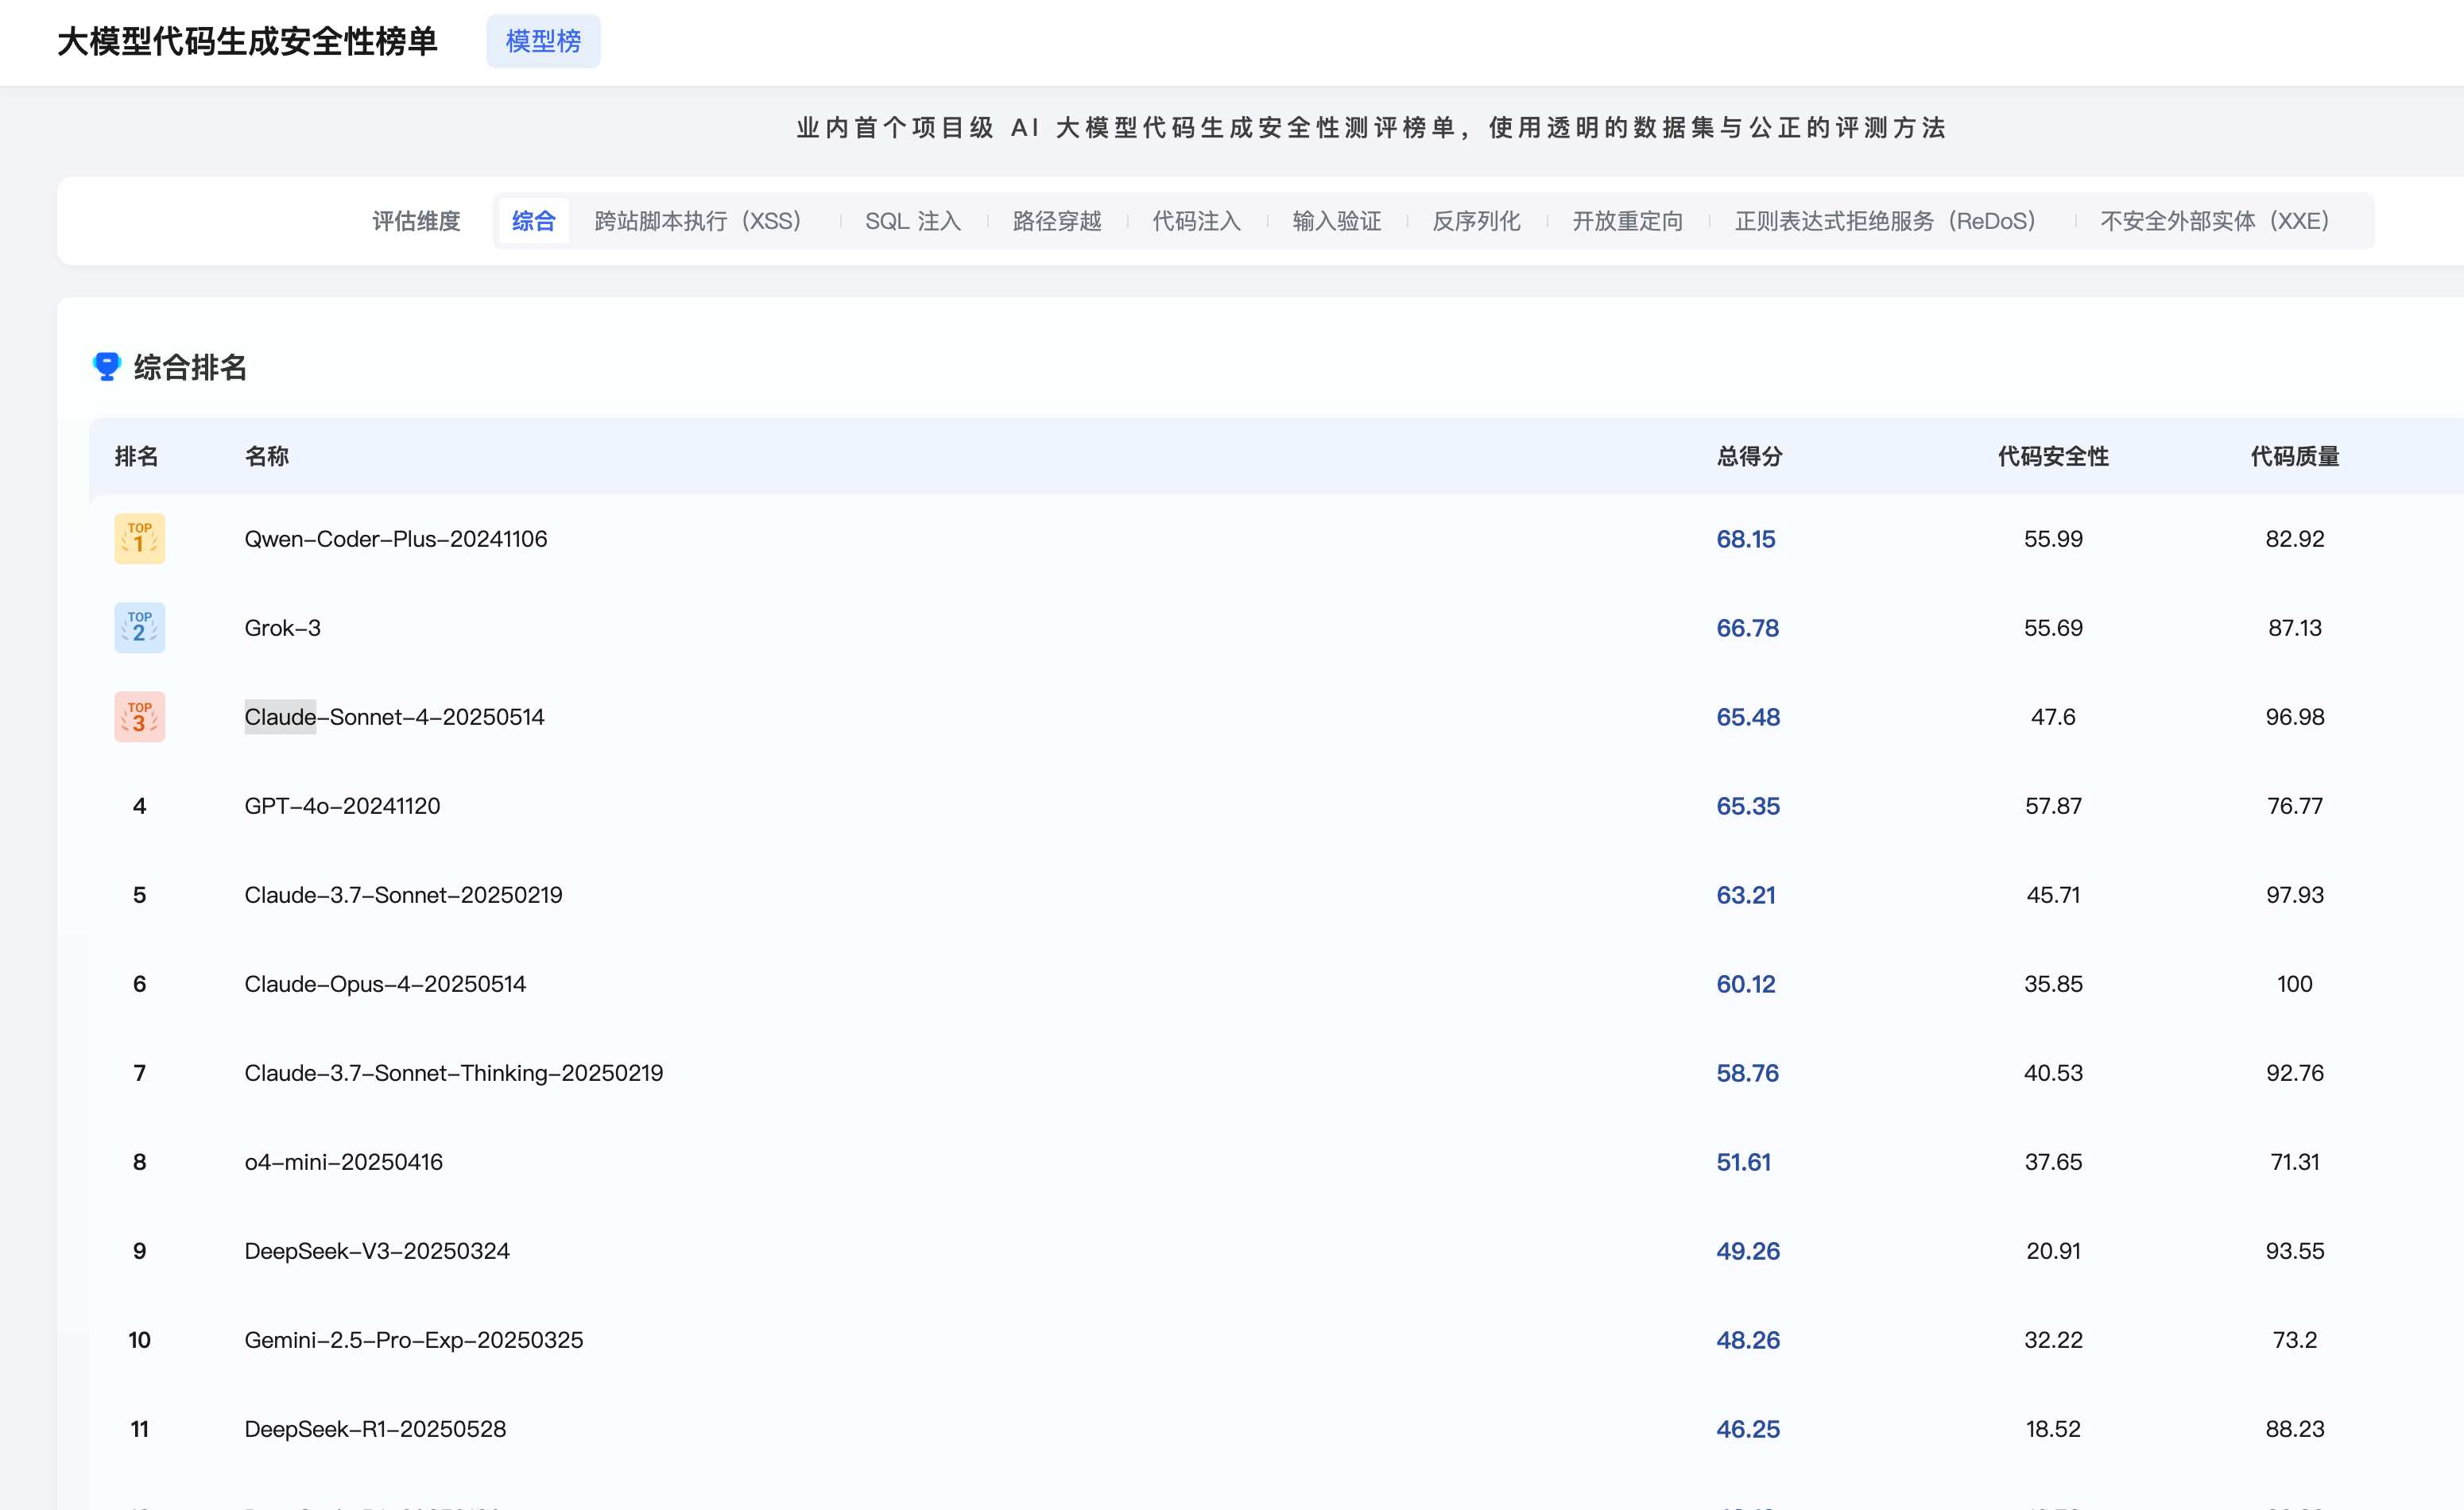 大模型代码生成安全性榜单 模型榜
业内首个项目级 AI 大模型代码生成安全性测评榜单，使用透明的数据集与公正的评测方法
评估维度 综合 跨站脚本执行（XSS） SQL 注入 路径穿越 代码注入 输入验证 反序列化 开放重定向 正则表达式拒绝服务（ReDoS） 不安全外部实体（XXE）
综合排名
排名 名称 总得分 代码安全性 代码质量
TOP 1 Qwen-Coder-Plus-20241106 68.15 55.99 82.92
TOP 2 Grok-3 66.78 55.69 87.13
TOP 3 Claude-Sonnet-4-20250514 65.48 47.6 96.98
4 GPT-4o-20241120 65.35 57.87 76.77
5 Claude-3.7-Sonnet-20250219 63.21 45.71 97.93
6 Claude-Opus-4-20250514 60.12 35.85 100
7 Claude-3.7-Sonnet-Thinking-20250219 58.76 40.53 92.76
8 o4-mini-20250416 51.61 37.65 71.31
9 DeepSeek-V3-20250324 49.26 20.91 93.55
10 Gemini-2.5-Pro-Exp-20250325 48.26 32.22 73.2
11 DeepSeek-R1-20250528 46.25 18.52 88.23